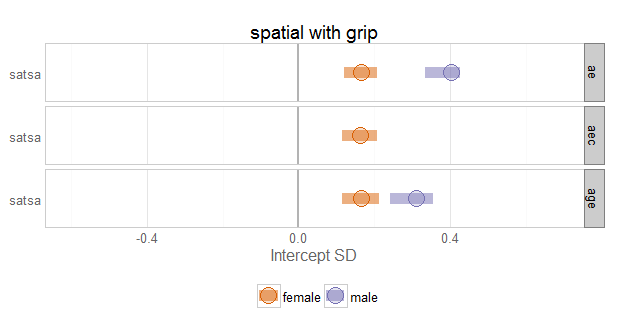 spatial with grip
satsa
ae
satsa
aec
satsa
age
-0.4 0.0 0.4
Intercept SD
female male